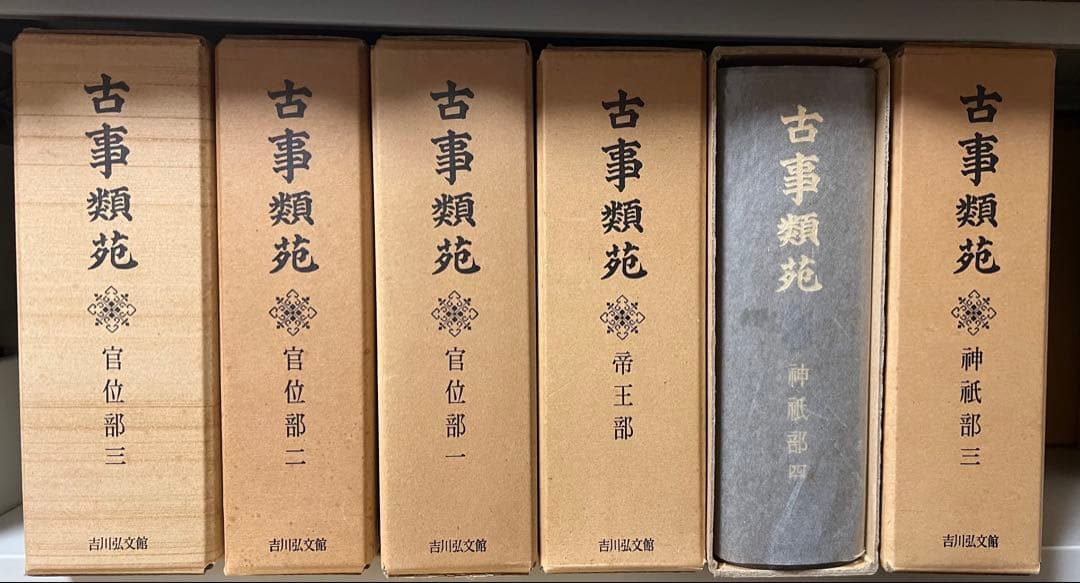 古事類苑
官位部三
吉川弘文館
古事類苑
官位部二
吉川弘文館
古事類苑
官位部一
吉川弘文館
古事類苑
帝王部
吉川弘文館
古事類苑
神祇部四
古事類苑
神祇部三
吉川弘文館